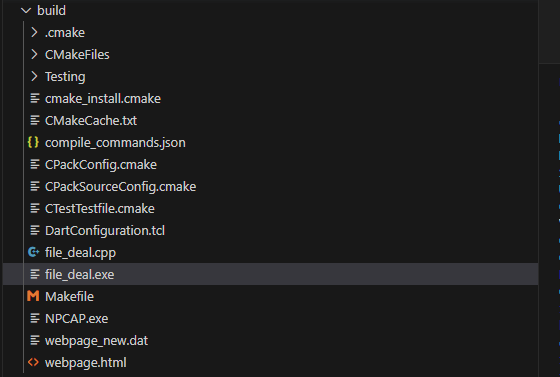 build
.cmake
CMakeFiles
Testing
cmake_install.cmake
CMakeCache.txt
compile_commands.json
CPackConfig.cmake
CPackSourceConfig.cmake
CTestTestfile.cmake
DartConfiguration.tcl
file_deal.cpp
file_deal.exe
Makefile
NPCAP.exe
webpage_new.dat
webpage.html